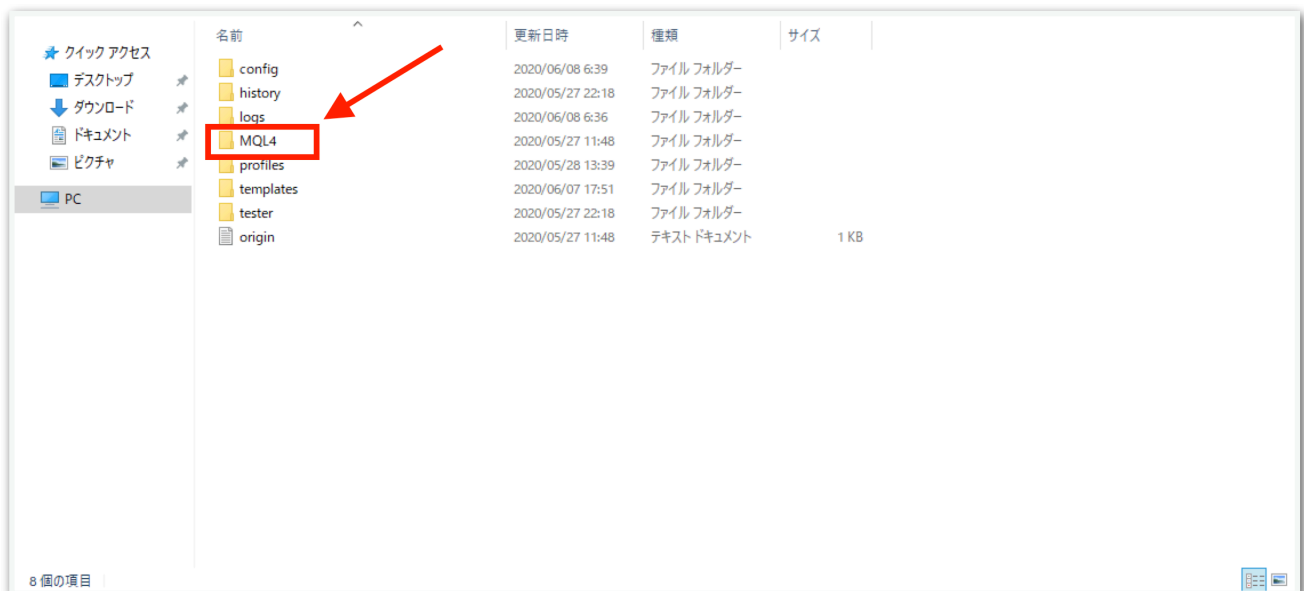 名前 更新日時 種類 サイズ
クイック アクセス
デスクトップ
ダウンロード
ドキュメント
ピクチャ
PC
config 2020/06/08 6:39 ファイル フォルダー
history 2020/05/27 22:18 ファイル フォルダー
logs 2020/06/08 6:36 ファイル フォルダー
MQL4 2020/05/27 11:48 ファイル フォルダー
profiles 2020/05/28 13:39 ファイル フォルダー
templates 2020/06/07 17:51 ファイル フォルダー
tester 2020/05/27 22:18 ファイル フォルダー
origin 2020/05/27 11:48 テキスト ドキュメント 1 KB
8 個の項目